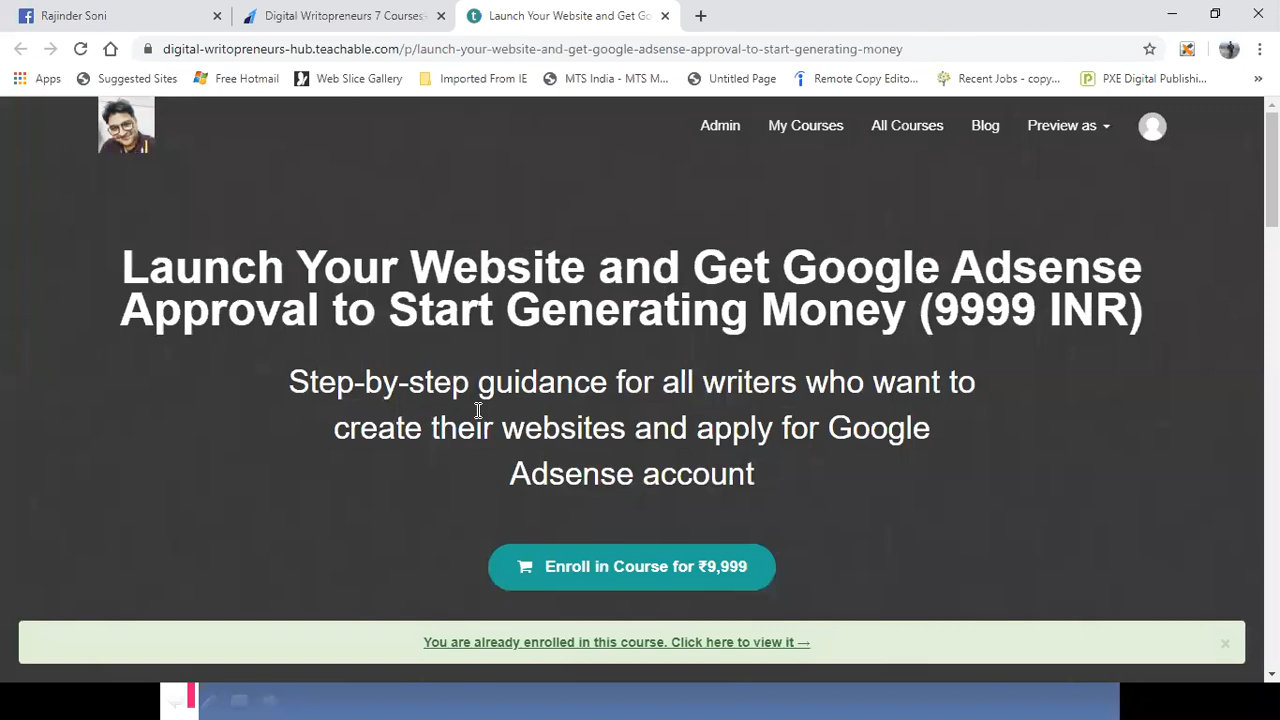 Rajinder Soni
Digital Writopreneurs 7 Courses
Launch Your Website and Get Go
digital-writopreneurs-hub.teachable.com/p/launch-your-website-and-get-google-adsense-approval-to-start-generating-money
Apps Suggested Sites Free Hotmail Web Slice Gallery Imported From IE MTS India - MTS M... Untitled Page Remote Copy Edito... Recent Jobs - copy... PXE Digital Publishi... »
Admin My Courses All Courses Blog Preview as
Launch Your Website and Get Google Adsense
Approval to Start Generating Money (9999 INR)
Step-by-step guidance for all writers who want to
create their websites and apply for Google
Adsense account
Enroll in Course for ₹9,999
You are already enrolled in this course. Click here to view it →